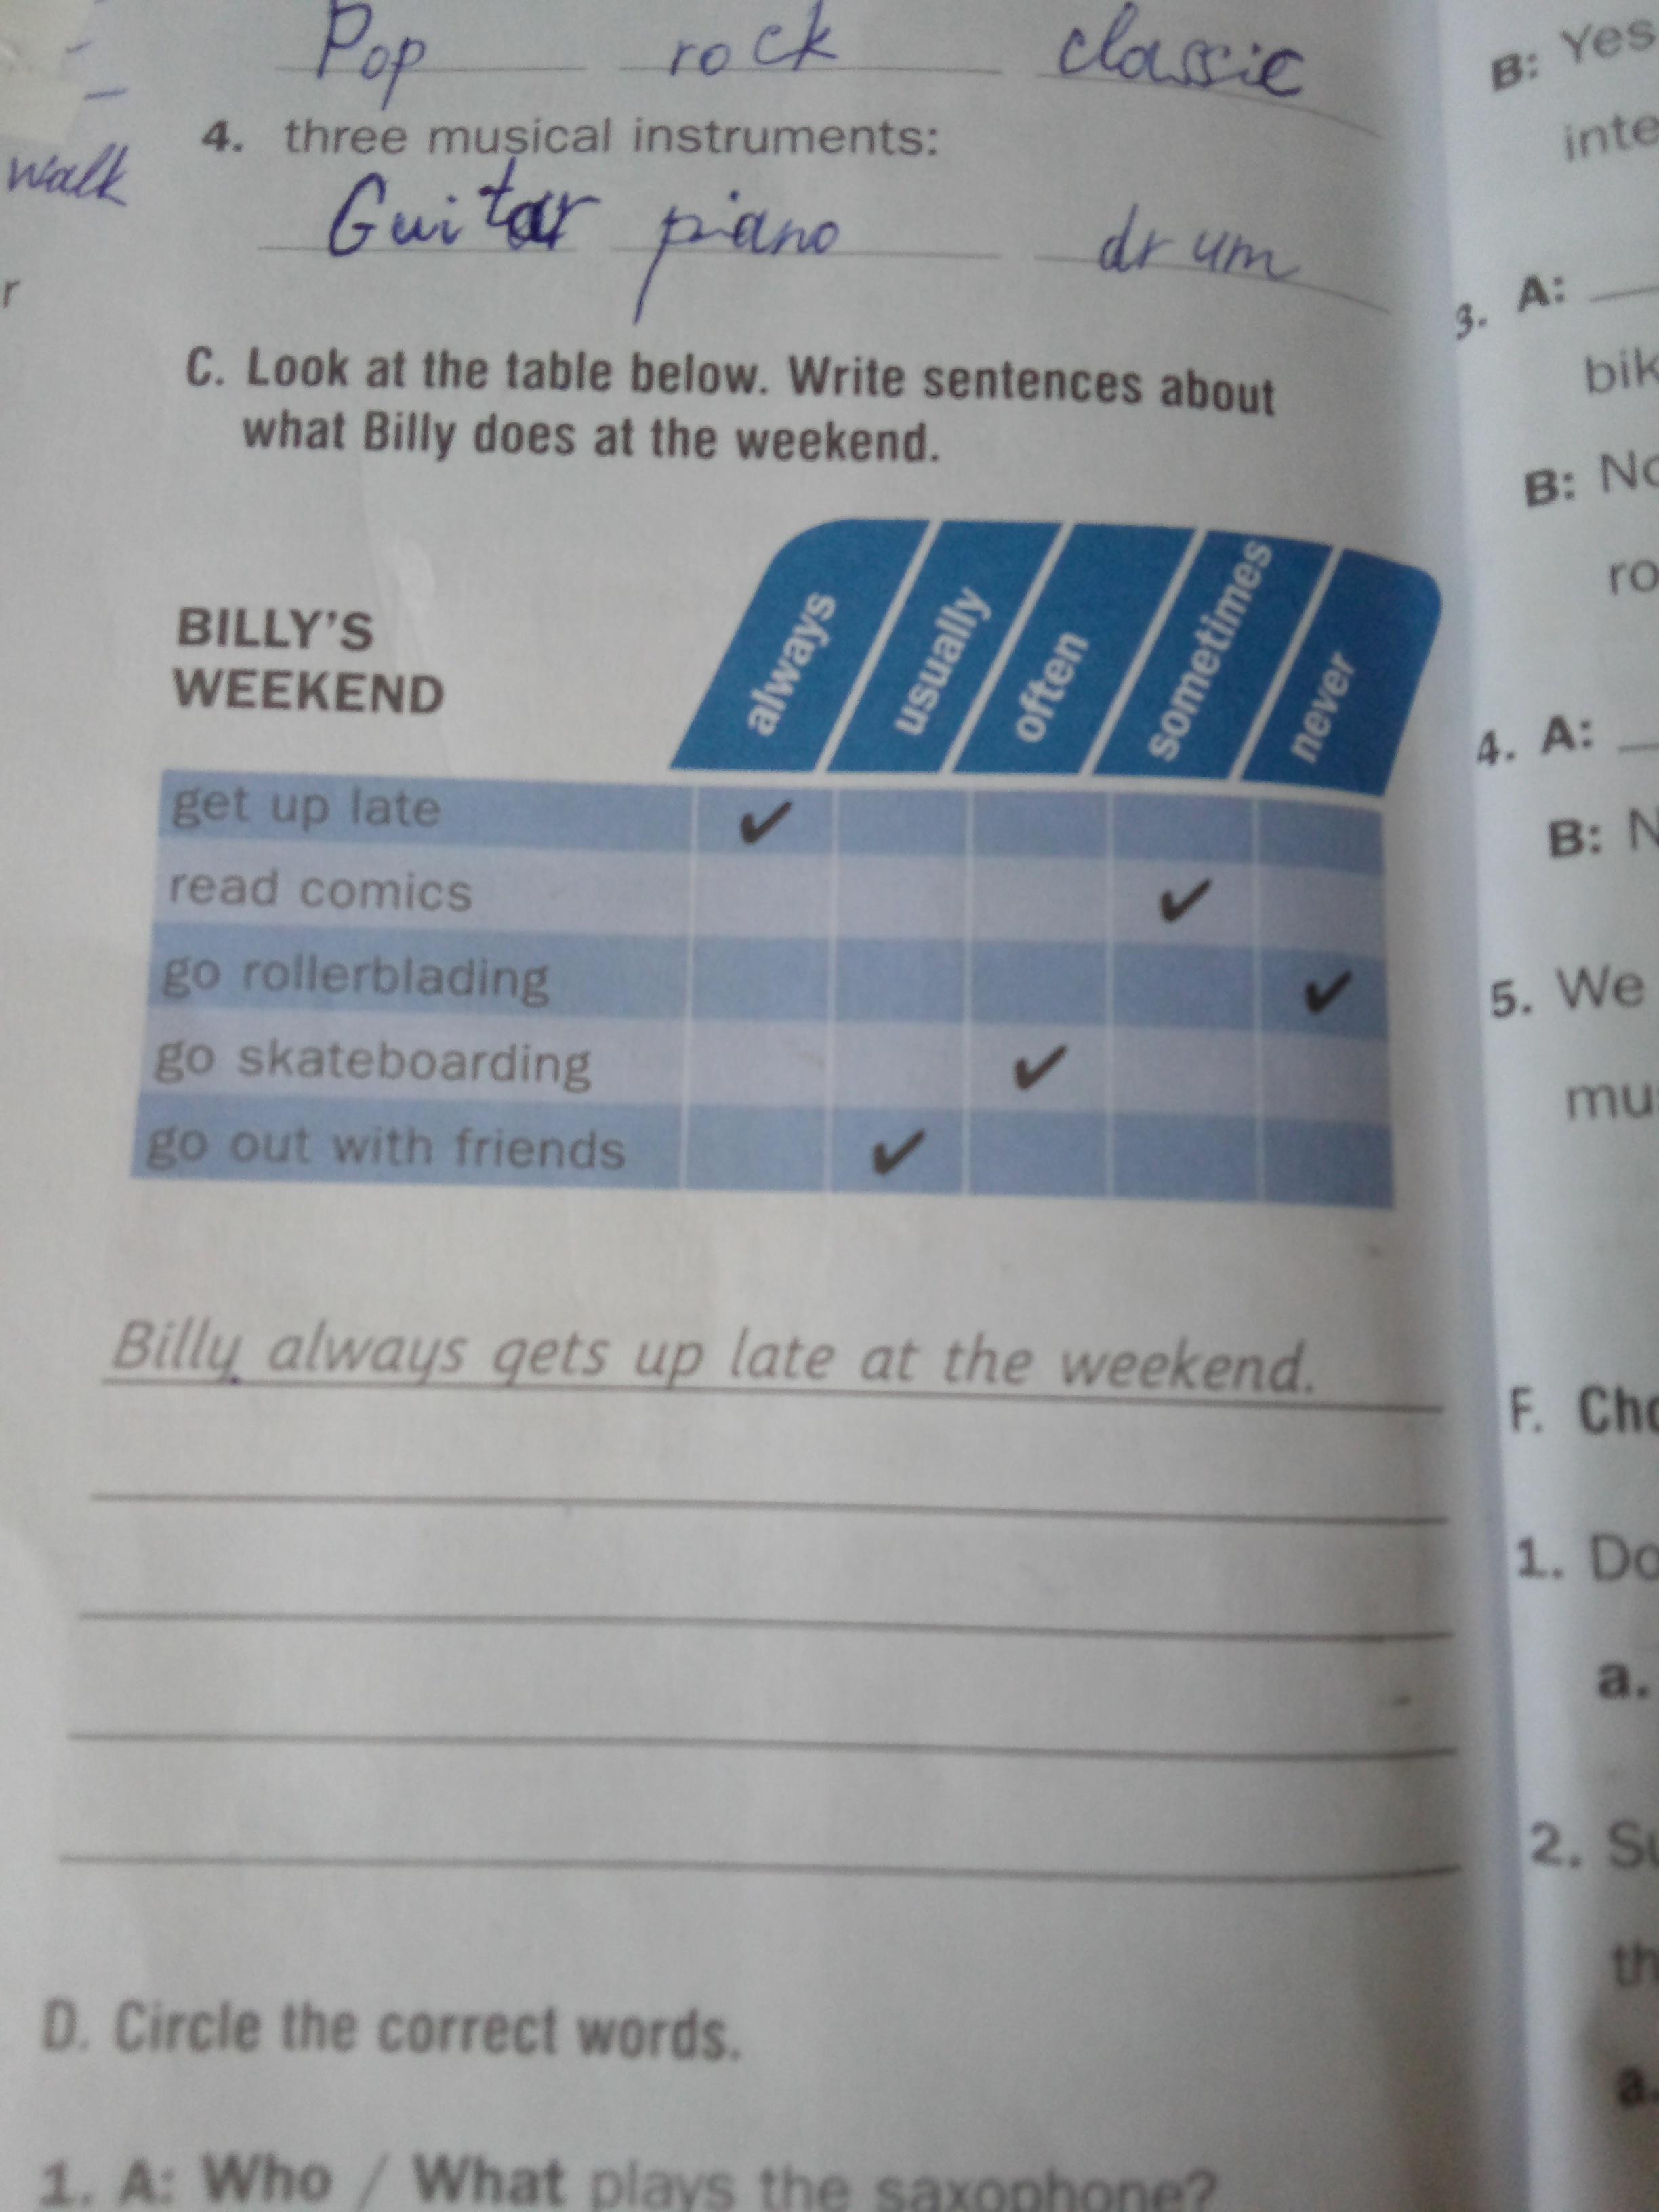 Pop rock classic
4. three musical instruments:
Guitar piano drum
walk
r
C. Look at the table below. Write sentences about
what Billy does at the weekend.
BILLY'S
WEEKEND
always usually often sometimes never
get up late ✔
read comics ✔
go rollerblading ✔
go skateboarding ✔
go out with friends ✔
Billy always gets up late at the weekend.
D. Circle the correct words.
1. A: Who / What plays the saxophone?
B: Yes
inte
3. A:
bik
B: No
ro
4. A:
B: N
5. We
mu
F. Cho
1. Do
a.
2. Su
th
a.